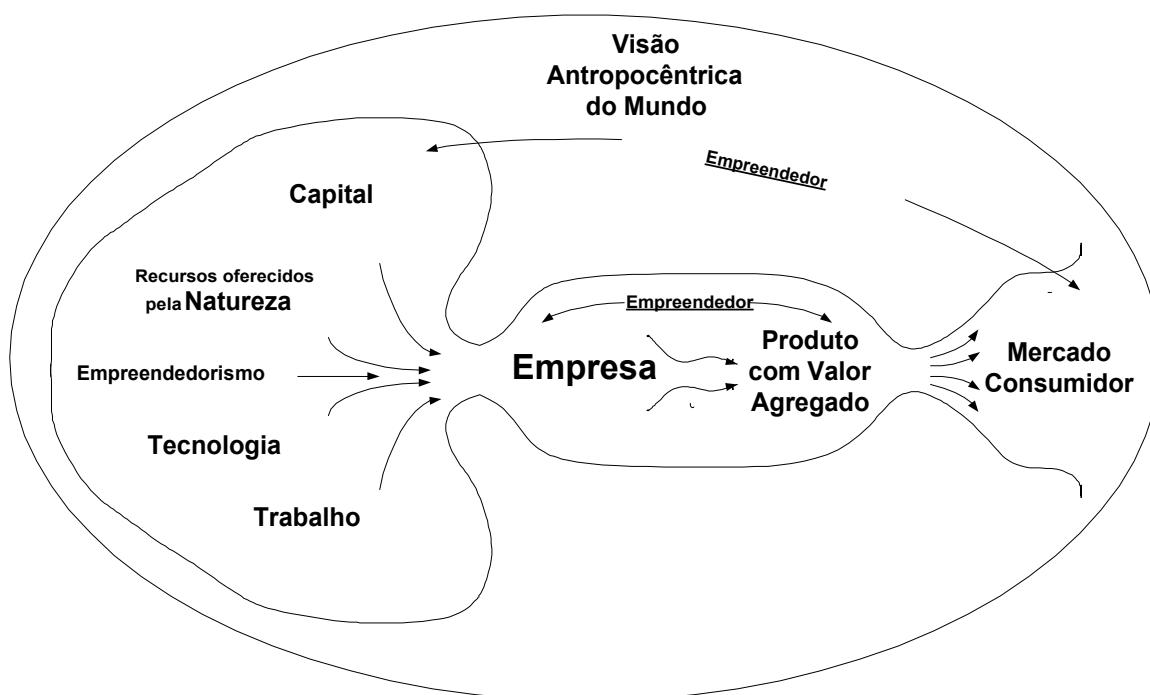 Visão
Antropocêntrica
do Mundo
Empreendedor
Capital
Recursos oferecidos
pela Natureza
Empreendedorismo
Tecnologia
Trabalho
Empreendedor
Empresa
Produto
com Valor
Agregado
Mercado
Consumidor